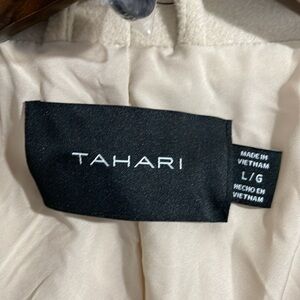 TAHARI
MADE IN
VIETNAM
L/G
HECHO EN
VIETNAM